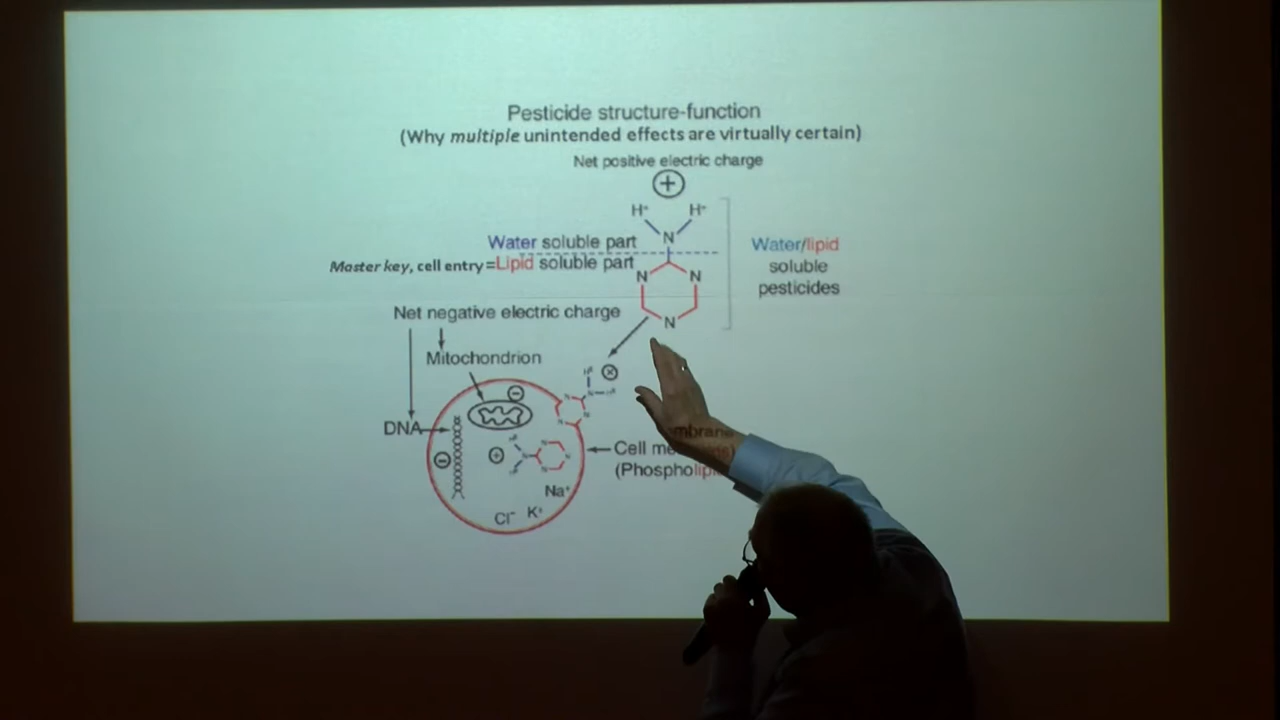 Pesticide structure-function
(Why multiple unintended effects are virtually certain)
Net positive electric charge
+
H+ H+
N
Water soluble part
Master key, cell entry=Lipid soluble part
N N
N
Water/lipid
soluble
pesticides
Net negative electric charge
Mitochondrion
DNA
Cell me mbrane
(Phospholip
Na+
Cl- K+